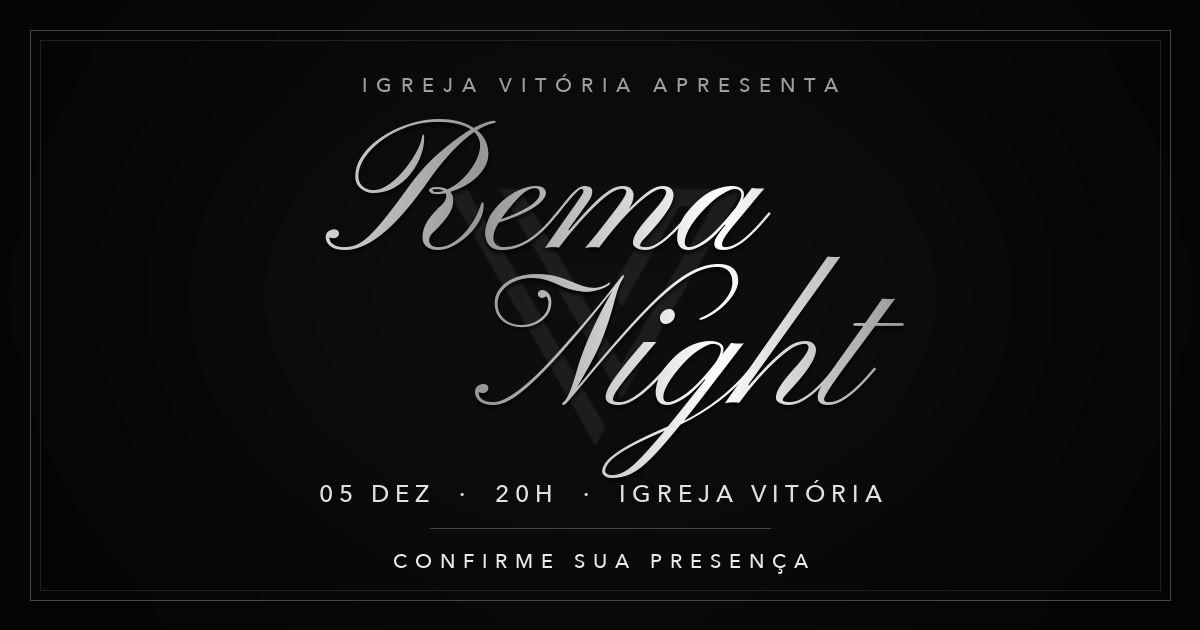 IGREJA VITÓRIA APRESENTA
Rema
Night
05 DEZ · 20H · IGREJA VITÓRIA
CONFIRME SUA PRESENÇA